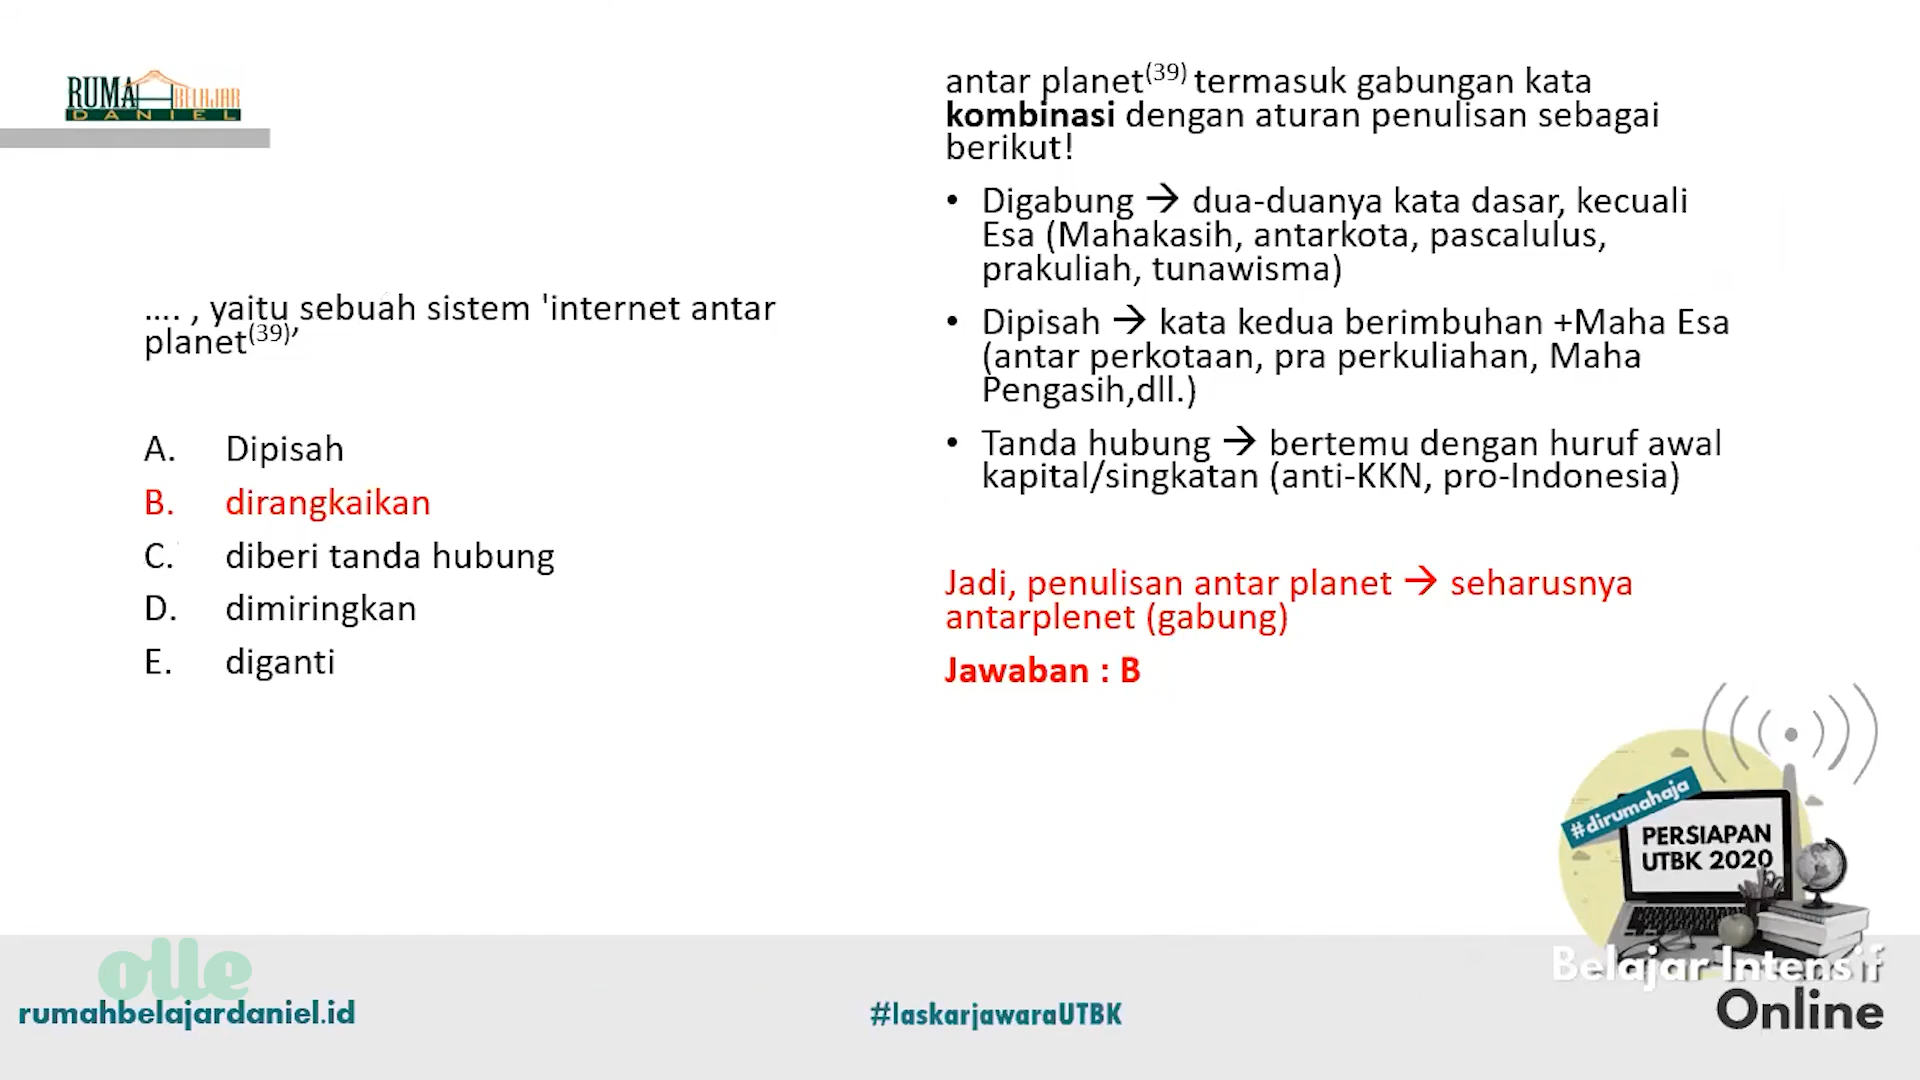 RUMA BELAJAR
DANIEL
.... , yaitu sebuah sistem 'internet antar
planet(39)’
A. Dipisah
B. dirangkaikan
C. diberi tanda hubung
D. dimiringkan
E. diganti
antar planet(39) termasuk gabungan kata
kombinasi dengan aturan penulisan sebagai
berikut!
• Digabung → dua-duanya kata dasar, kecuali
Esa (Mahakasih, antarkota, pascalulus,
prakuliah, tunawisma)
• Dipisah → kata kedua berimbuhan +Maha Esa
(antar perkotaan, pra perkuliahan, Maha
Pengasih,dll.)
• Tanda hubung → bertemu dengan huruf awal
kapital/singkatan (anti-KKN, pro-Indonesia)
Jadi, penulisan antar planet → seharusnya
antarplenet (gabung)
Jawaban : B
#dirumahaja
PERSIAPAN
UTBK 2020
Belajar Intensif
Online
olle
rumahbelajardaniel.id
#laskarjawaraUTBK